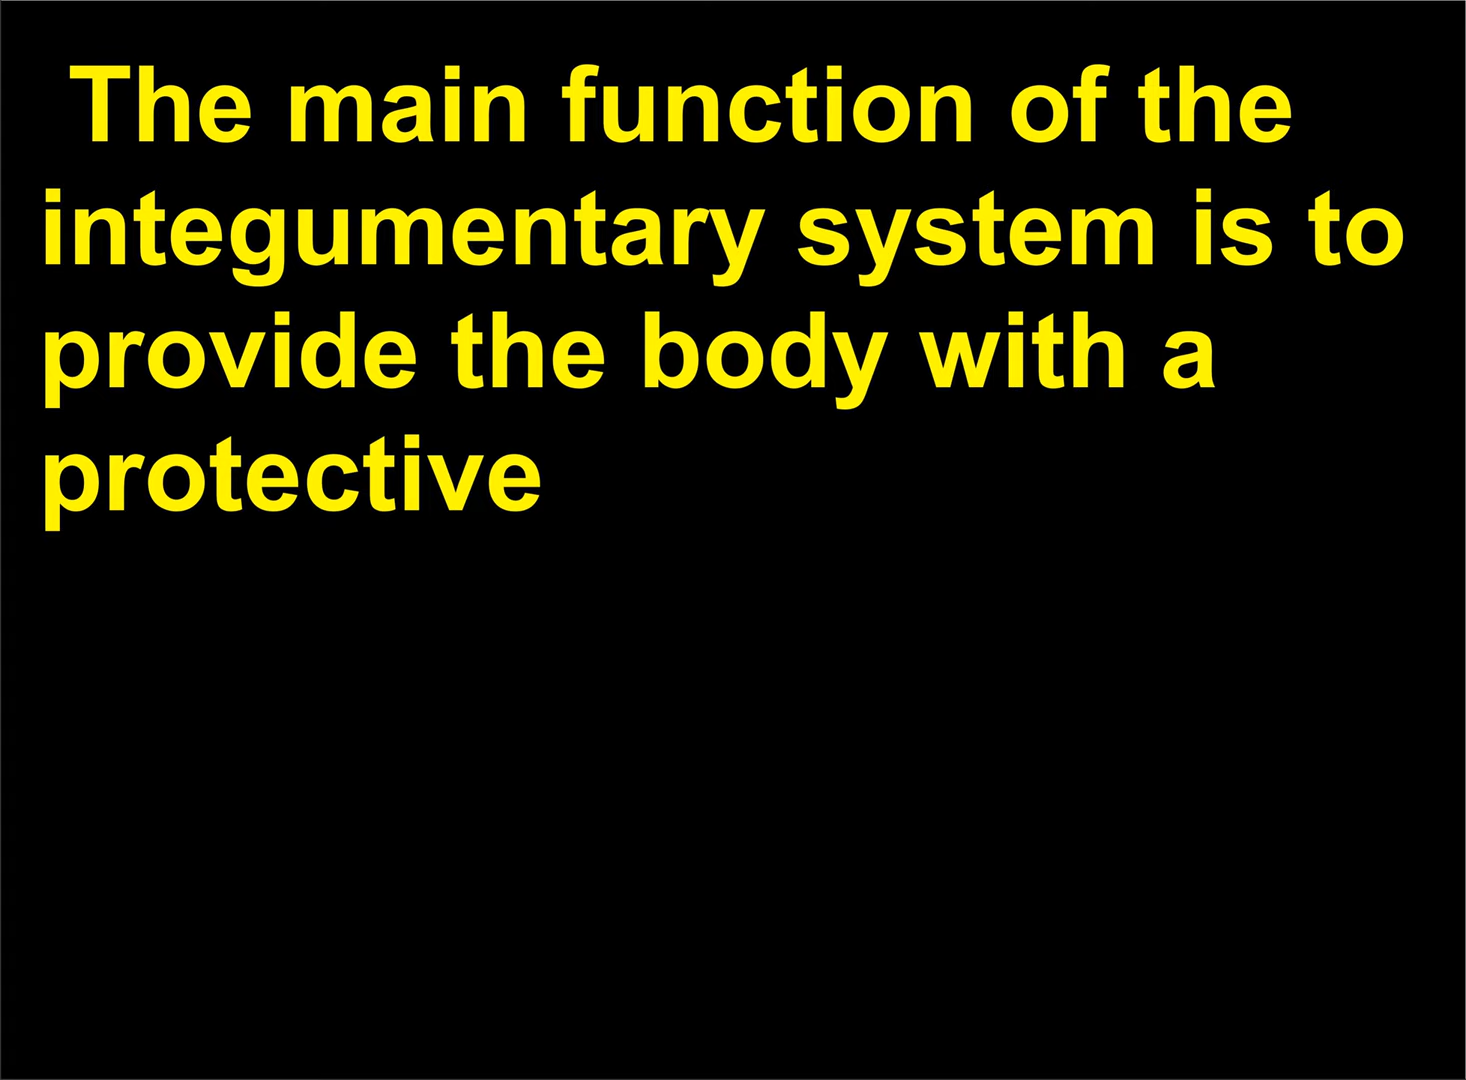 The main function of the
integumentary system is to
provide the body with a
protective